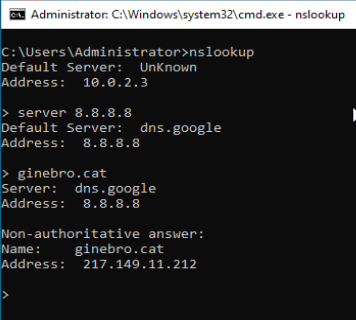 Administrator: C:\Windows\system32\cmd.exe - nslookup
C:\Users\Administrator>nslookup
Default Server:  UnKnown
Address:  10.0.2.3
> server 8.8.8.8
Default Server:  dns.google
Address:  8.8.8.8
> ginebro.cat
Server:  dns.google
Address:  8.8.8.8
Non-authoritative answer:
Name:    ginebro.cat
Address:  217.149.11.212
>